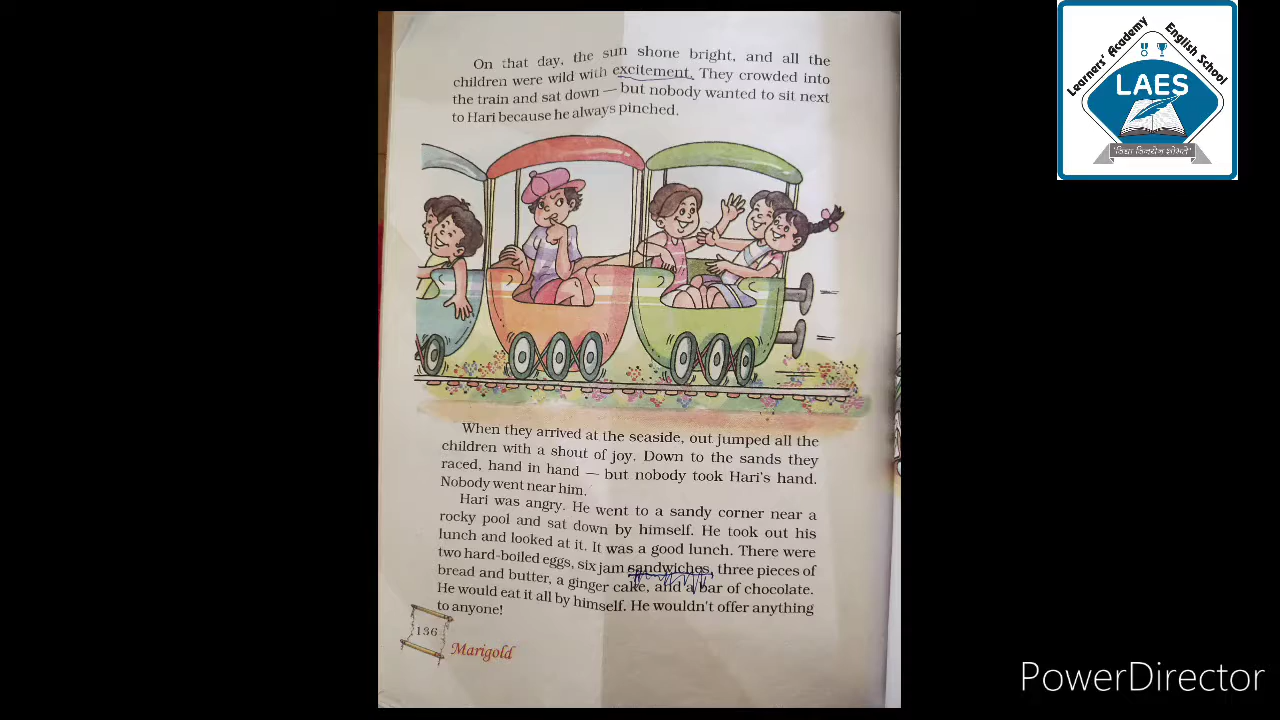 On that day, the sun shone bright, and all the
children were wild with excitement. They crowded into
the train and sat down — but nobody wanted to sit next
to Hari because he always pinched.
When they arrived at the seaside, out jumped all the
children with a shout of joy. Down to the sands they
raced, hand in hand — but nobody took Hari's hand.
Nobody went near him.
Hari was angry. He went to a sandy corner near a
rocky pool and sat down by himself. He took out his
lunch and looked at it. It was a good lunch. There were
two hard-boiled eggs, six jam sandwiches, three pieces of
bread and butter, a ginger cake, and a bar of chocolate.
He would eat it all by himself. He wouldn't offer anything
to anyone!
136
Marigold
Learners' Academy English School
LAES
'विद्या विनयेन शोभते'
PowerDirector